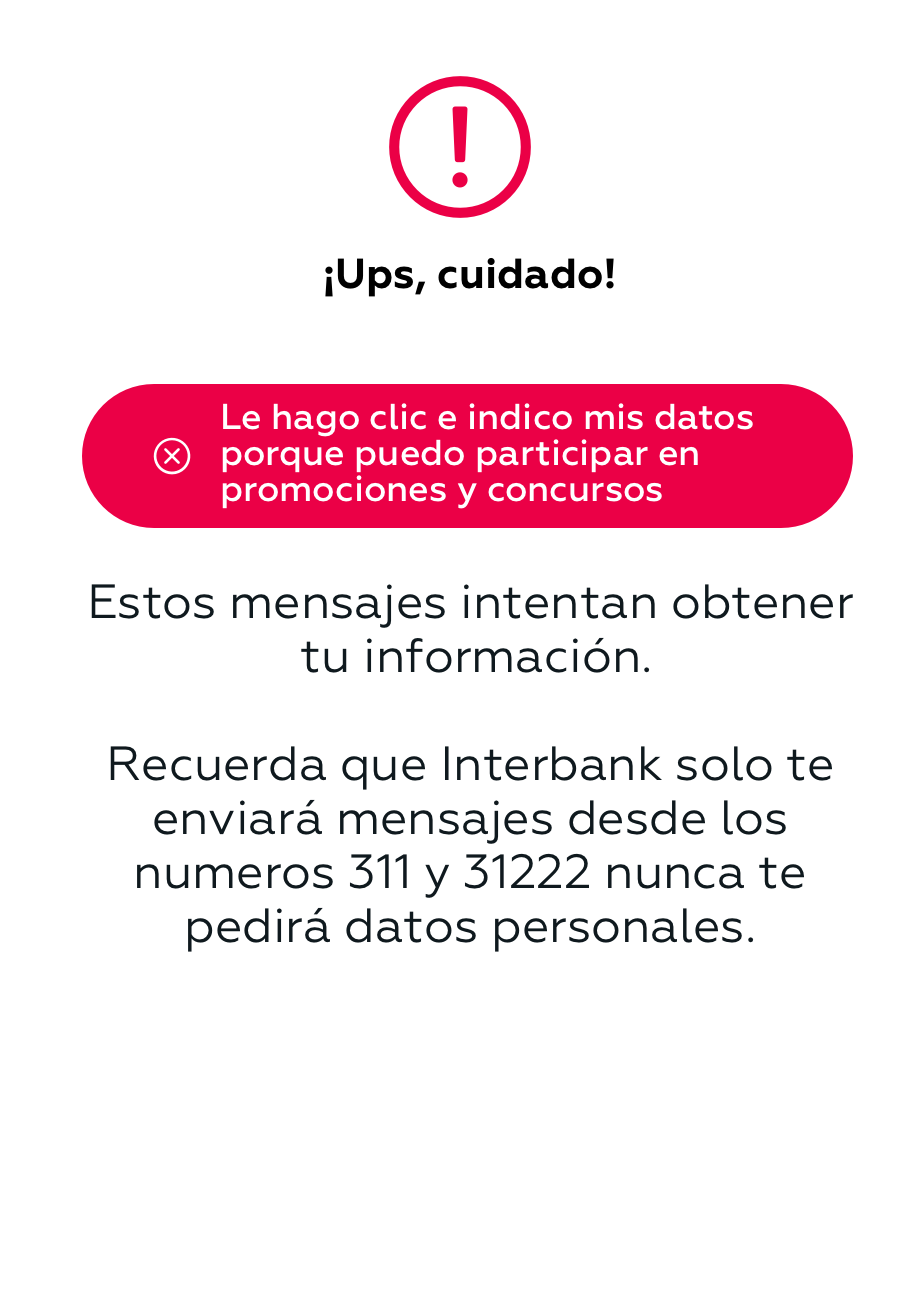 ¡Ups, cuidado!
Le hago clic e indico mis datos
porque puedo participar en
promociones y concursos
Estos mensajes intentan obtener
tu información.
Recuerda que Interbank solo te
enviará mensajes desde los
numeros 311 y 31222 nunca te
pedirá datos personales.